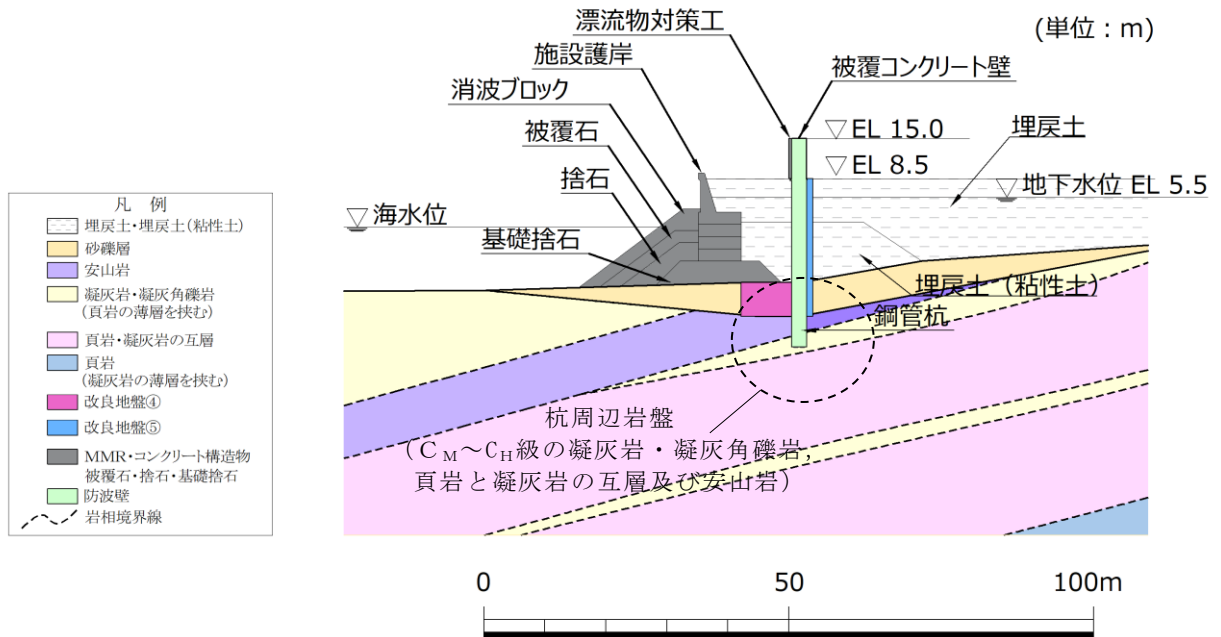 漂流物対策工
(単位：m)
施設護岸
被覆コンクリート壁
消波ブロック
▽EL 15.0
埋戻土
被覆石
▽EL 8.5
捨石
▽地下水位 EL 5.5
▽海水位
基礎捨石
埋戻土（粘性土）
鋼管杭
杭周辺岩盤
（ＣM～CH級の凝灰岩・凝灰角礫岩，
頁岩と凝灰岩の互層及び安山岩）
凡　例
埋戻土・埋戻土(粘性土)
砂礫層
安山岩
凝灰岩・凝灰角礫岩
(頁岩の薄層を挟む)
頁岩・凝灰岩の互層
頁岩
(凝灰岩の薄層を挟む)
改良地盤④
改良地盤⑤
MMR・コンクリート構造物
被覆石・捨石・基礎捨石
防波壁
岩相境界線
0
50
100m